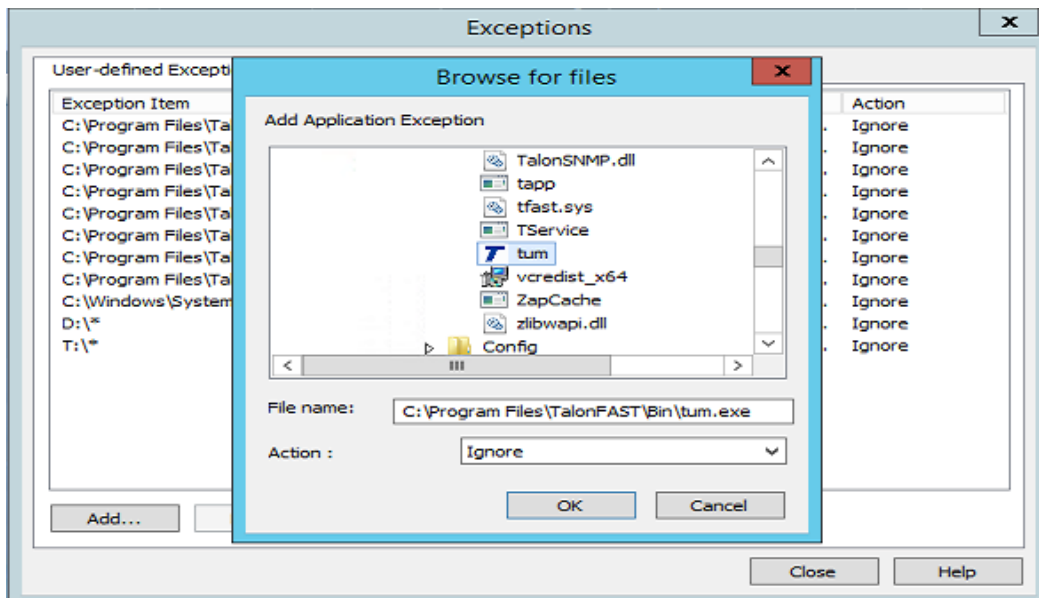 Exceptions
x
User-defined Excepti
Exception Item
Action
C:\Program Files\Ta
Ignore
C:\Program Files\Ta
Ignore
C:\Program Files\Ta
Ignore
C:\Program Files\Ta
Ignore
C:\Program Files\Ta
Ignore
C:\Program Files\Ta
Ignore
C:\Program Files\Ta
Ignore
C:\Program Files\Ta
Ignore
C:\Windows\System
Ignore
D:\*
Ignore
T:\*
Ignore
Add...
Close
Help
Browse for files
x
Add Application Exception
TalonSNMP.dll
tapp
tfast.sys
TService
tum
vcredist_x64
ZapCache
zlibwapi.dll
Config
File name:
C:\Program Files\TalonFAST\Bin\tum.exe
Action :
Ignore
OK
Cancel